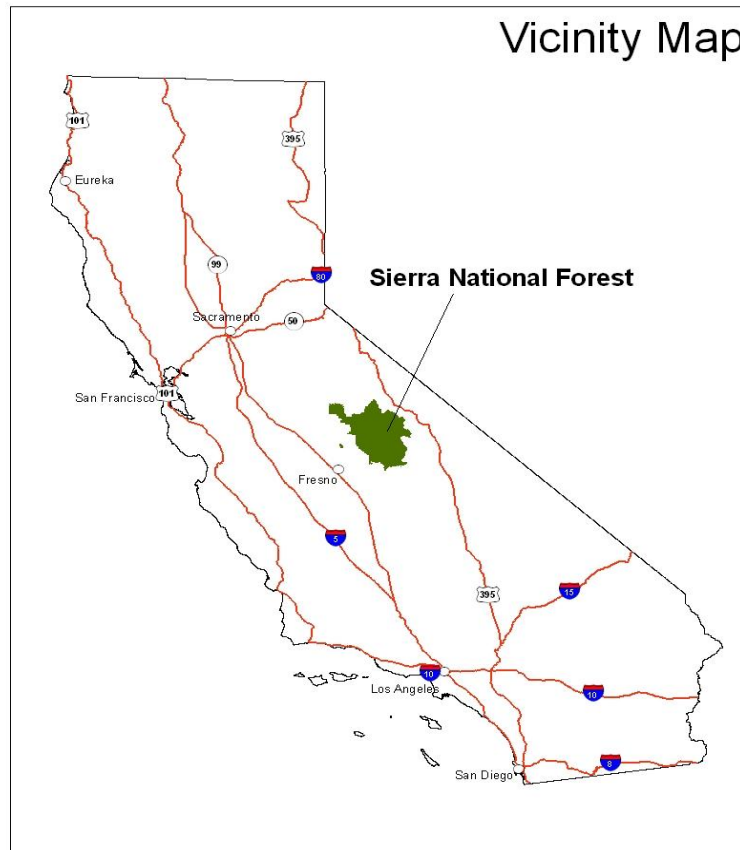 Vicinity Map
101
395
Eureka
99
80
Sierra National Forest
Sacramento
50
San Francisco
101
Fresno
5
395
15
10
Los Angeles
10
San Diego
8